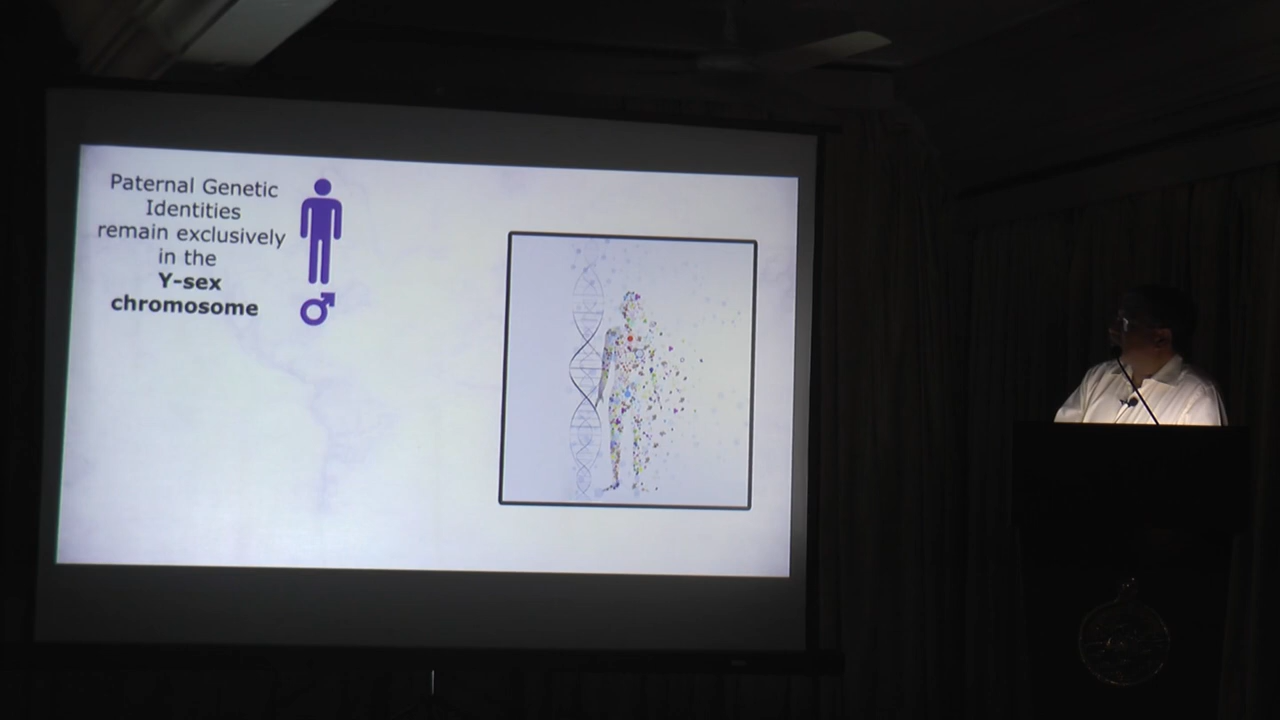 Paternal Genetic
Identities
remain exclusively
in the
Y-sex
chromosome